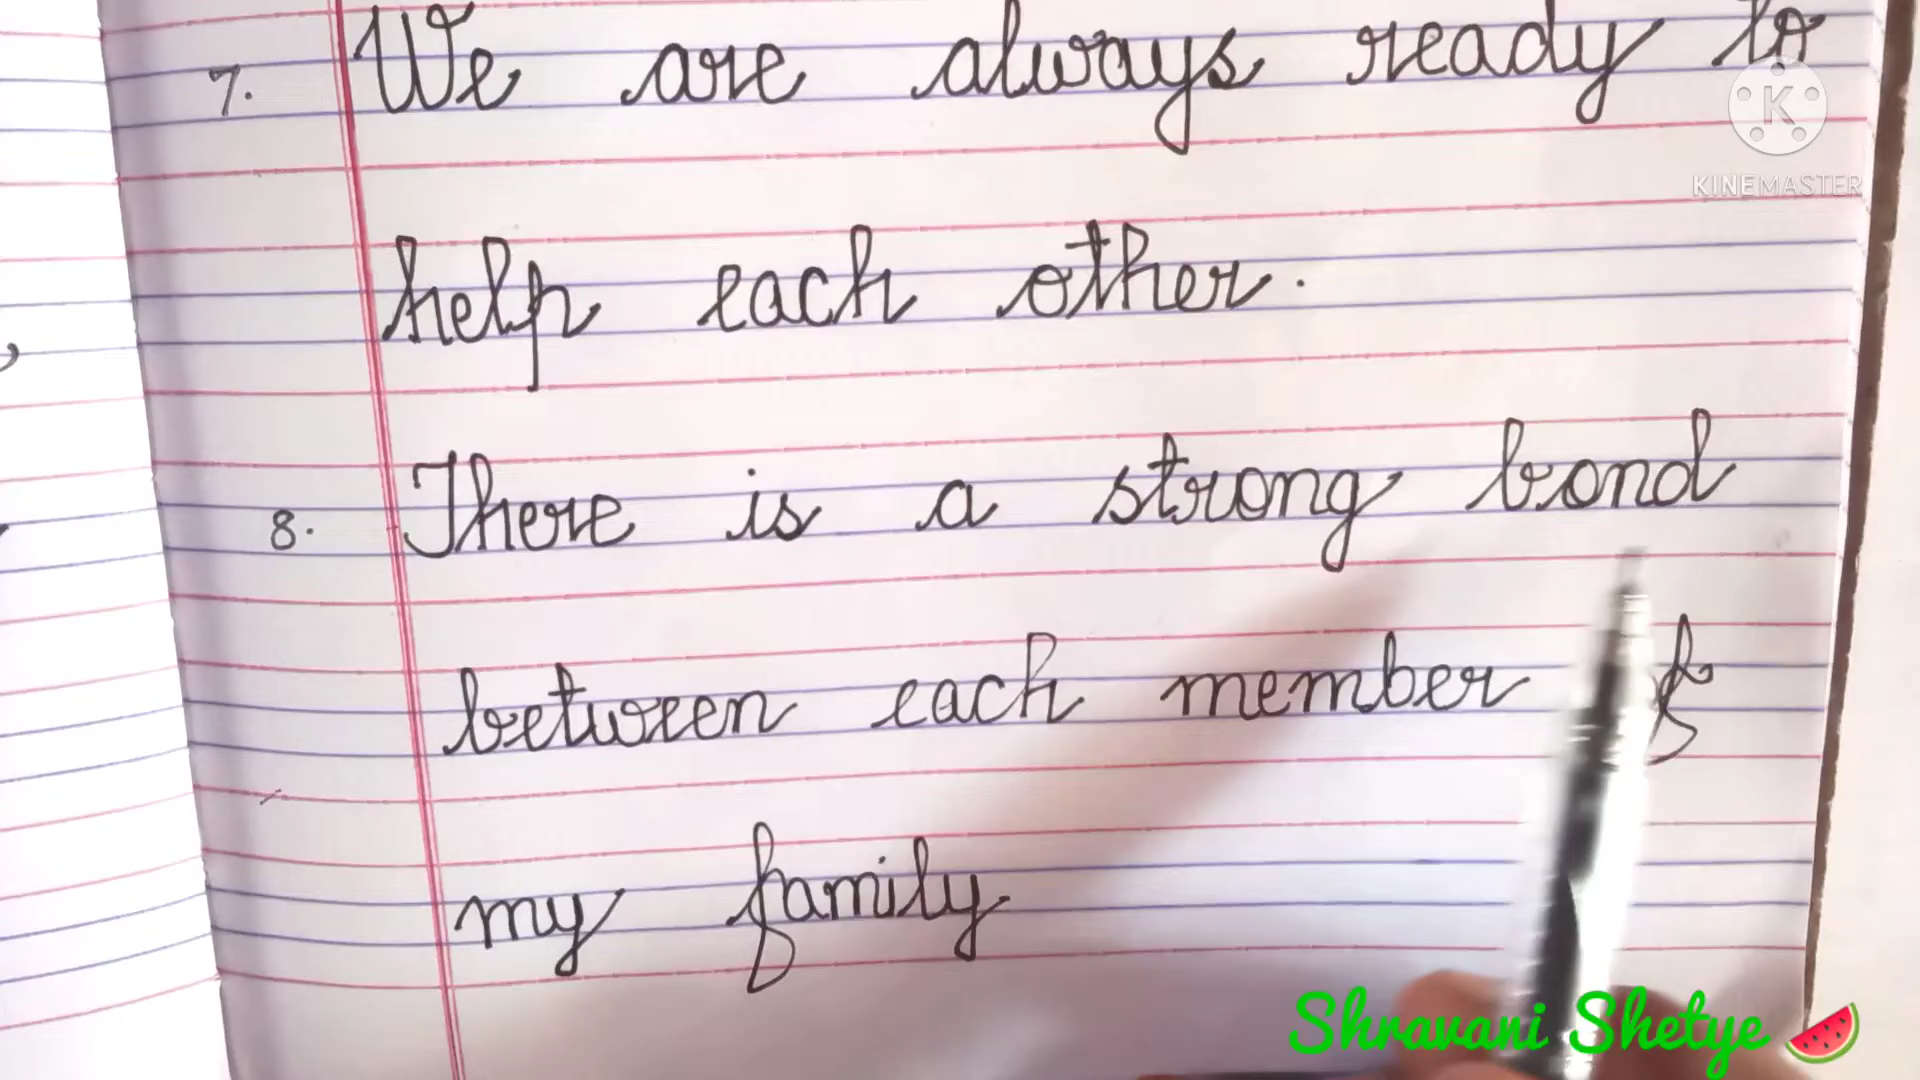 7. We are always ready to
KINEMASTER
help each other.
8. There is a strong bond
between each member of
my family
Shravani Shetye